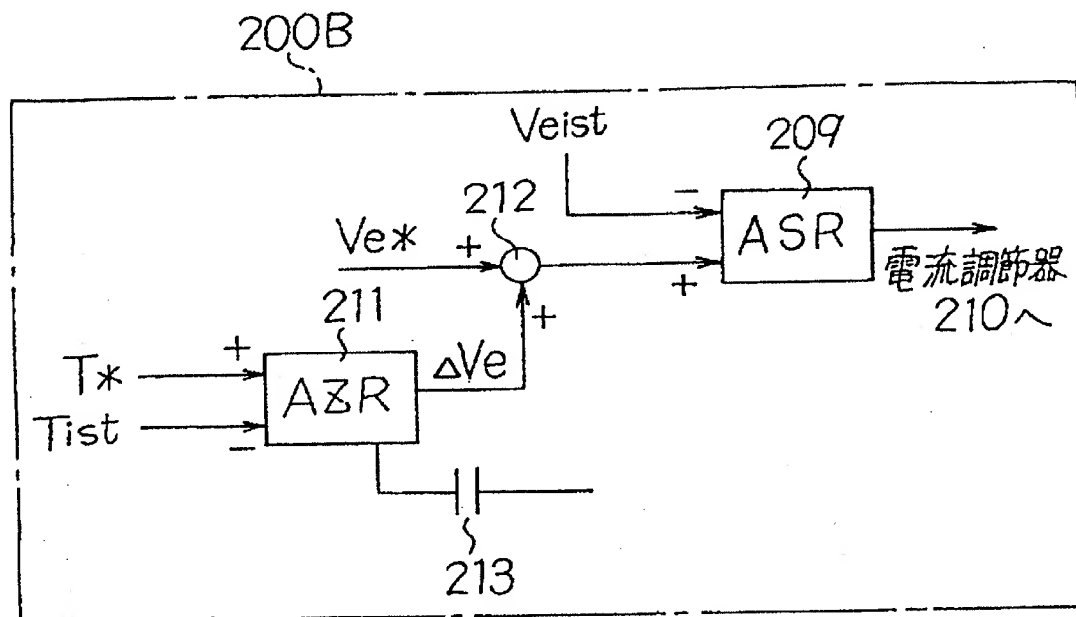 200B
Veist
209
212
-
ASR
Ve*
+
+
電流調節器
210へ
211
+
+
T*
AZR
ΔVe
Tist
-
213